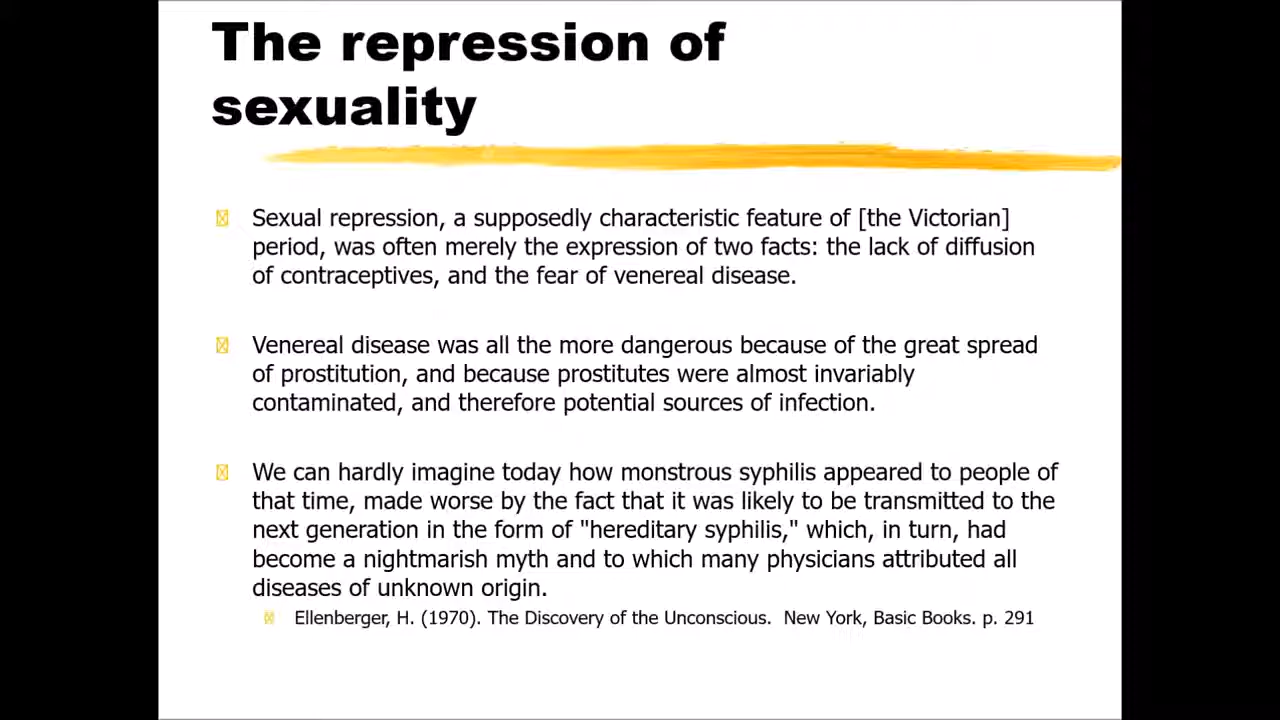 The repression of
sexuality
Sexual repression, a supposedly characteristic feature of [the Victorian]
period, was often merely the expression of two facts: the lack of diffusion
of contraceptives, and the fear of venereal disease.
Venereal disease was all the more dangerous because of the great spread
of prostitution, and because prostitutes were almost invariably
contaminated, and therefore potential sources of infection.
We can hardly imagine today how monstrous syphilis appeared to people of
that time, made worse by the fact that it was likely to be transmitted to the
next generation in the form of "hereditary syphilis," which, in turn, had
become a nightmarish myth and to which many physicians attributed all
diseases of unknown origin.
Ellenberger, H. (1970). The Discovery of the Unconscious.  New York, Basic Books. p. 291